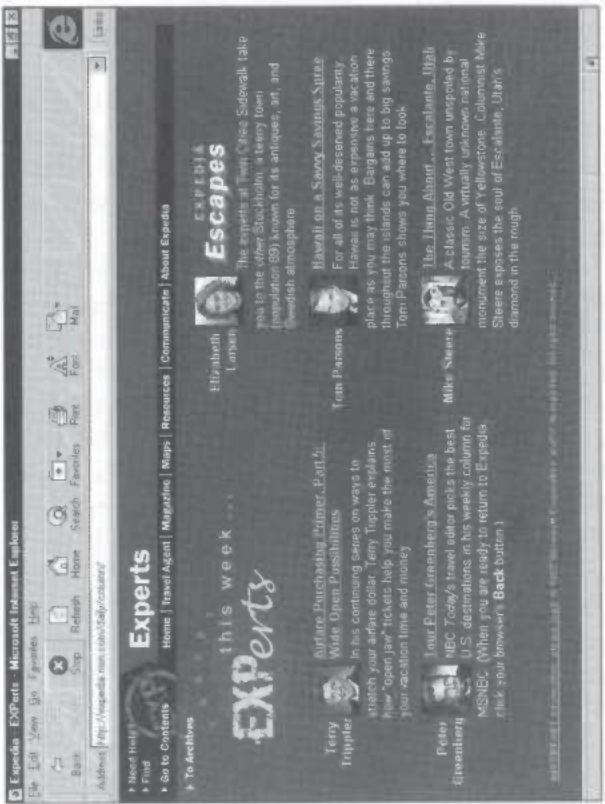 Expedia - EXPerts - Microsoft Internet Explorer
File Edit View Go Favorites Help
Back Stop Refresh Home Search Favorites Print Font Mail
Address http://expedia.msn.com/daily/column/ Links
Need Help?
Find
Go to Contents
To Archives
Experts
Home | Travel Agent | Magazine | Maps | Resources | Communicate | About Expedia
this week ...
EXPerts
Terry
Trippler
Airfare Purchasing Primer, Part 5:
Wide Open Possibilities
In his continuing series on ways to
stretch your airfare dollar, Terry Trippler explains
how "open jaw" tickets help you make the most of
your vacation time and money
Peter
Greenberg
Tour Peter Greenberg's America
NBC Today's travel editor picks the best
U.S. destinations in his weekly column for
MSNBC (When you are ready to return to Expedia,
click your browser's Back button.)
Elizabeth
Larsen
EXPEDIA
Escapes
The experts at Twin Cities Sidewalk take
you to the other Stockholm, a teeny town
(population 89) known for its antiques, art, and
Swedish atmosphere
Tom Parsons
Hawaii on a Savvy Savings Spree
For all of its well-deserved popularity,
Hawaii is not as expensive a vacation
place as you may think. Bargains here and there
throughout the islands can add up to big savings
Tom Parsons shows you where to look
Mike Steere
The Thing About... Escalante, Utah
A classic Old West town unspoiled by
tourism. A virtually unknown national
monument the size of Yellowstone. Columnist Mike
Steere exposes the soul of Escalante, Utah's
diamond in the rough